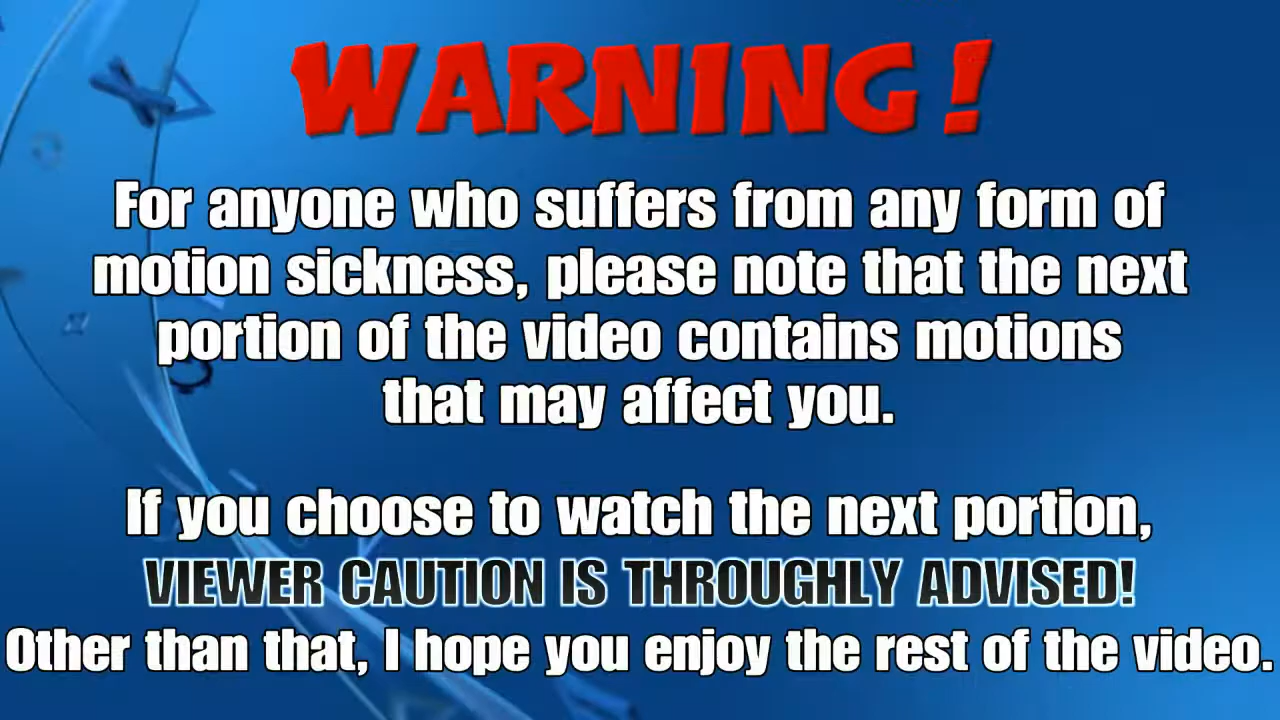 WARNING!
For anyone who suffers from any form of
motion sickness, please note that the next
portion of the video contains motions
that may affect you.
If you choose to watch the next portion,
VIEWER CAUTION IS THROUGHLY ADVISED!
Other than that, I hope you enjoy the rest of the video.